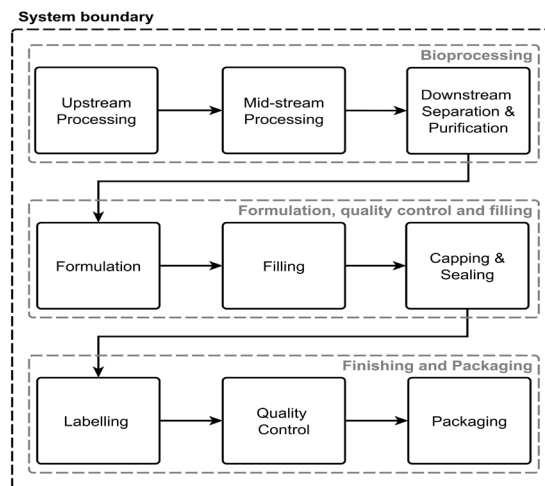 System boundary
Bioprocessing
Upstream
Processing
Mid-stream
Processing
Downstream
Separation &
Purification
Formulation, quality control and filling
Formulation
Filling
Capping &
Sealing
Finishing and Packaging
Labelling
Quality
Control
Packaging